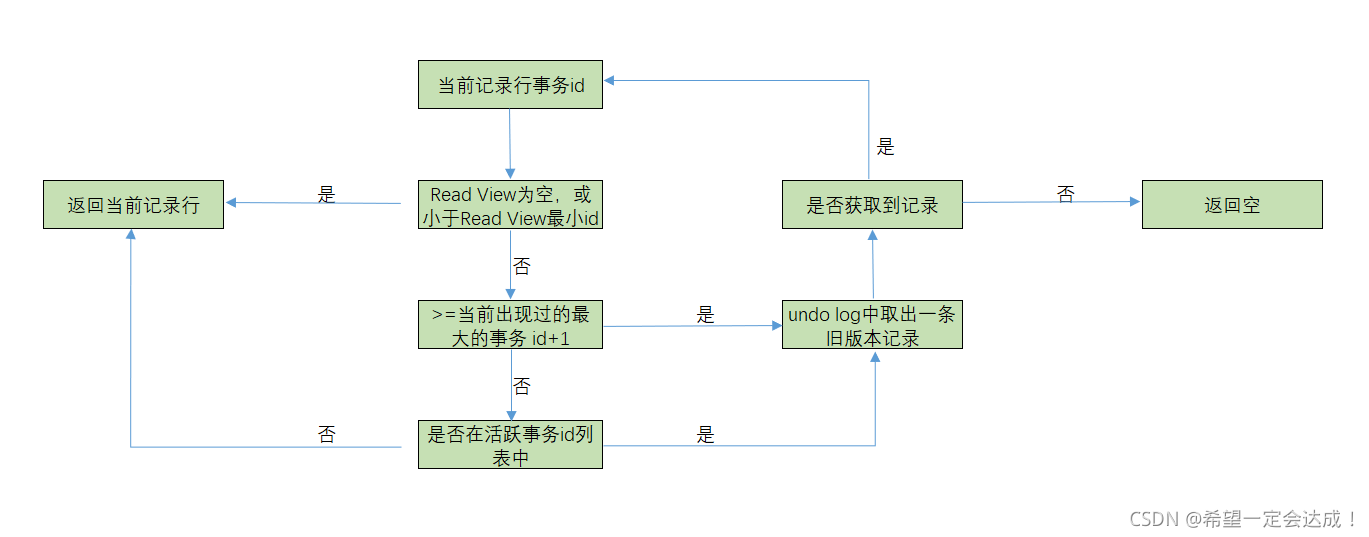 当前记录行事务id
是
返回当前记录行
是
Read View为空，或
小于Read View最小id
是否获取到记录
否
返回空
否
>=当前出现过的最
大的事务 id+1
是
undo log中取出一条
旧版本记录
否
否
是否在活跃事务id列
表中
是
CSDN @希望一定会达成！